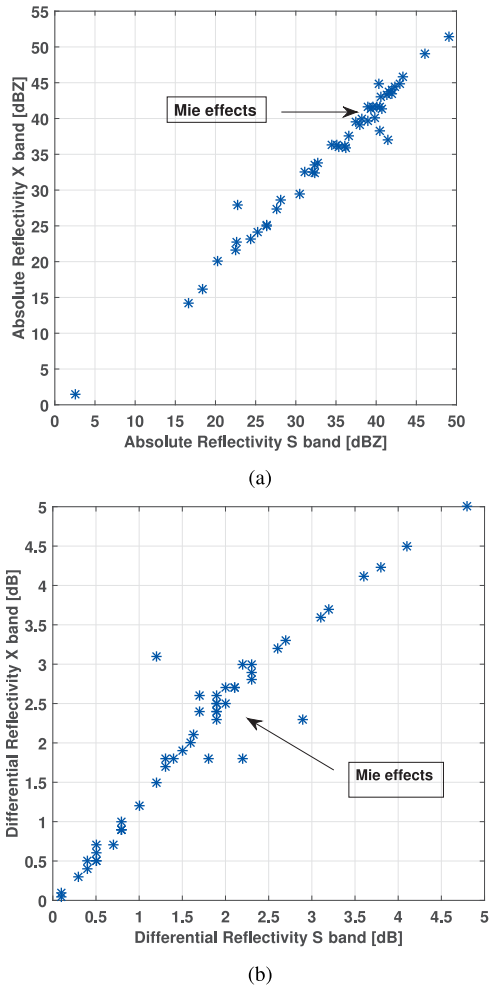 55
50
45
40
35
30
25
20
15
10
5
0
Absolute Reflectivity X band [dBZ]
Mie effects
0 5 10 15 20 25 30 35 40 45 50
Absolute Reflectivity S band [dBZ]
(a)
5
4.5
4
3.5
3
2.5
2
1.5
1
0.5
0
Differential Reflectivity X band [dB]
Mie effects
0 0.5 1 1.5 2 2.5 3 3.5 4 4.5 5
Differential Reflectivity S band [dB]
(b)